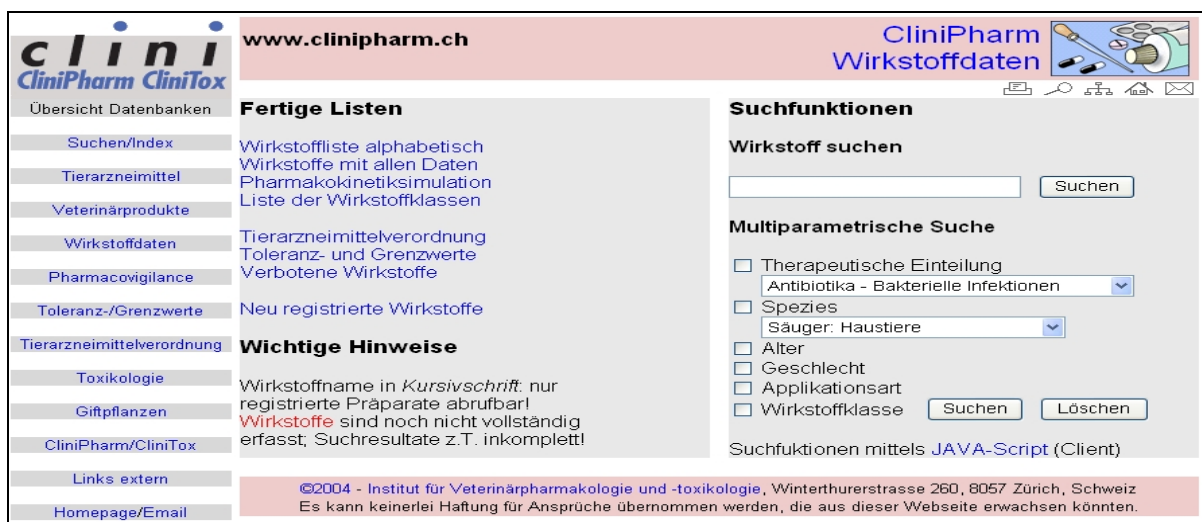 clini
CliniPharm CliniTox
www.clinipharm.ch
CliniPharm
Wirkstoffdaten
Übersicht Datenbanken
Suchen/Index
Tierarzneimittel
Veterinärprodukte
Wirkstoffdaten
Pharmacovigilance
Toleranz-/Grenzwerte
Tierarzneimittelverordnung
Toxikologie
Giftpflanzen
CliniPharm/CliniTox
Links extern
Homepage/Email
Fertige Listen
Wirkstoffliste alphabetisch
Wirkstoffe mit allen Daten
Pharmakokinetiksimulation
Liste der Wirkstoffklassen
Tierarzneimittelverordnung
Toleranz- und Grenzwerte
Verbotene Wirkstoffe
Neu registrierte Wirkstoffe
Wichtige Hinweise
Wirkstoffname in Kursivschrift: nur
registrierte Präparate abrufbar!
Wirkstoffe sind noch nicht vollständig
erfasst; Suchresultate z.T. inkomplett!
Suchfunktionen
Wirkstoff suchen
Suchen
Multiparametrische Suche
Therapeutische Einteilung
Antibiotika - Bakterielle Infektionen
Spezies
Säuger: Haustiere
Alter
Geschlecht
Applikationsart
Wirkstoffklasse Suchen Löschen
Suchfuktionen mittels JAVA-Script (Client)
©2004 - Institut für Veterinärpharmakologie und -toxikologie, Winterthurerstrasse 260, 8057 Zürich, Schweiz
Es kann keinerlei Haftung für Ansprüche übernommen werden, die aus dieser Webseite erwachsen könnten.